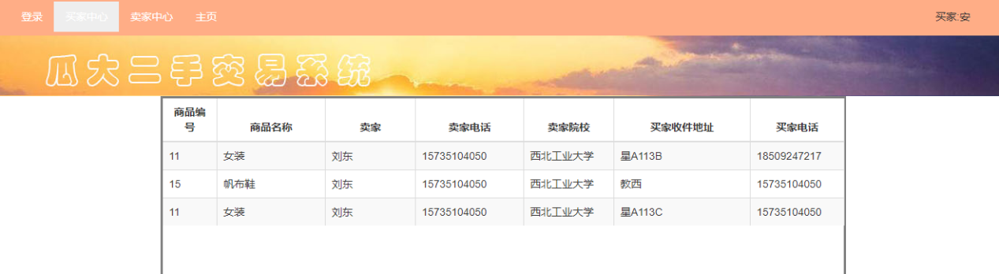 登录 买家中心 卖家中心 主页 买家:安
瓜大二手交易系统
商品编号 商品名称 卖家 卖家电话 卖家院校 买家收件地址 买家电话
11 女装 刘东 15735104050 西北工业大学 星A113B 18509247217
15 帆布鞋 刘东 15735104050 西北工业大学 教西 15735104050
11 女装 刘东 15735104050 西北工业大学 星A113C 15735104050